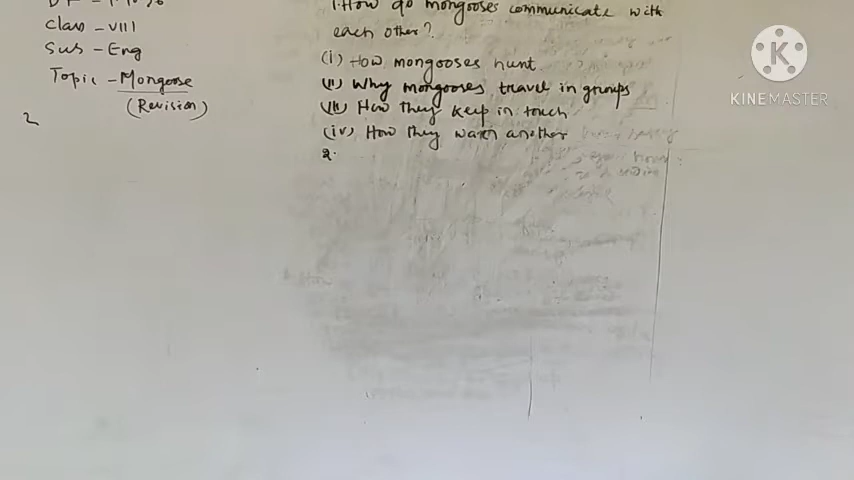 Class - VIII
Sub - Eng
Topic - Mongoose
(Revision)
2
1. How do mongooses communicate with
each other?
(i) How mongooses hunt
(ii) Why mongooses travel in groups
(iii) How they keep in touch
(iv) How they warn another
2.
K
KINEMASTER